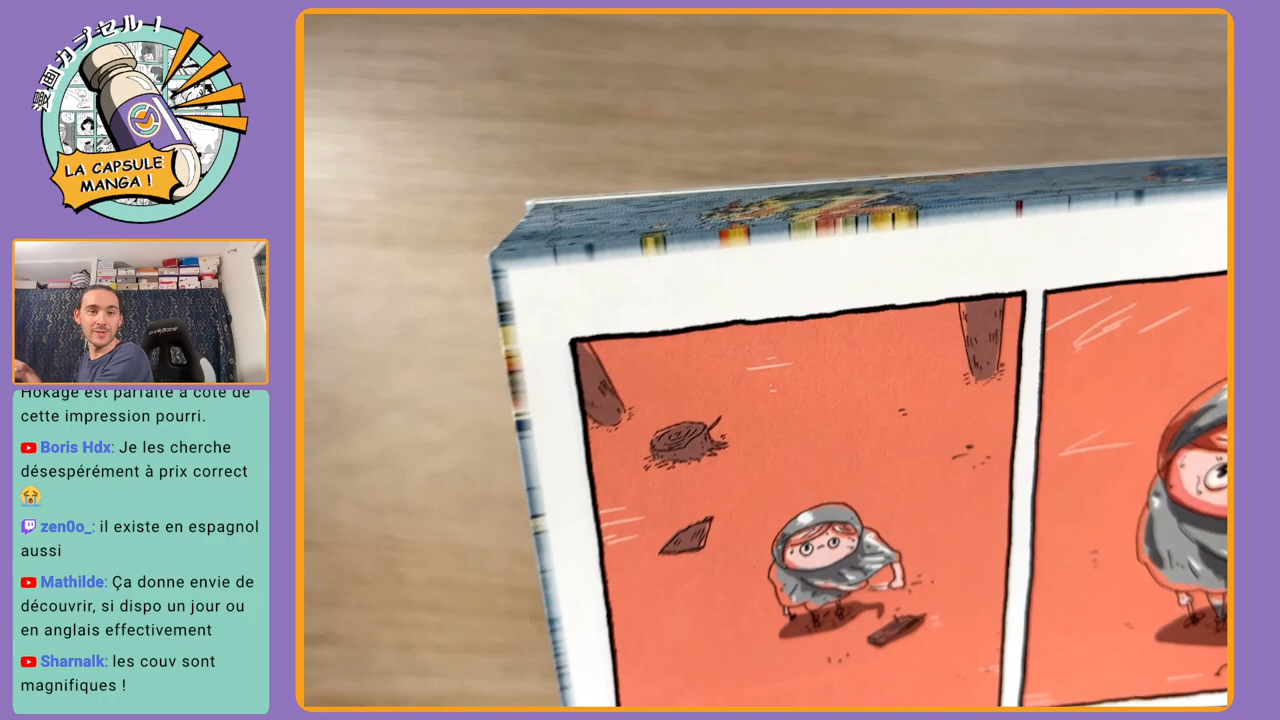 漫画カプセル！
LA CAPSULE
MANGA !
Hokage est parfaite à côté de
cette impression pourri.
Boris Hdx: Je les cherche
désespérément à prix correct
😭
zen0o_: il existe en espagnol
aussi
Mathilde: Ça donne envie de
découvrir, si dispo un jour ou
en anglais effectivement
Sharnalk: les couv sont
magnifiques !